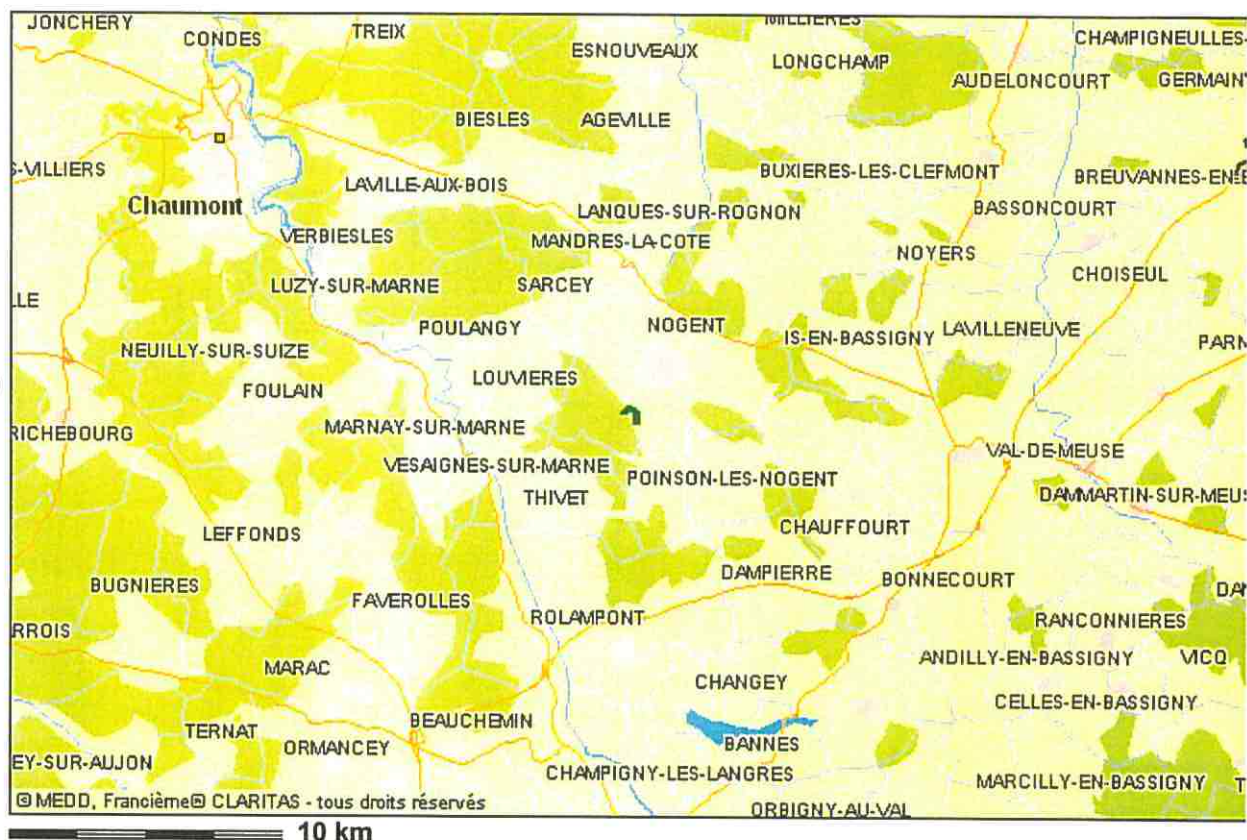 JONCHERY
CONDES
TREIX
ESNOUVEAUX
MILLIERES
LONGCHAMP
CHAMPIGNEULLES-
AUDELONCOURT
GERMAIN
BIESLES
AGEVILLE
S-VILLIERS
LAVILLE-AUX-BOIS
BUXIERES-LES-CLEFMONT
BREUVANNES-EN-B
Chaumont
LANQUES-SUR-ROGNON
BASSONCOURT
VERBIESLES
MANDRES-LA-COTE
NOYERS
LUZY-SUR-MARNE
SARCEY
CHOISEUL
LLE
POULANGY
NOGENT
IS-EN-BASSIGNY
LAVILLENEUVE
PARN
NEUILLY-SUR-SUIZE
FOULAIN
LOUVIERES
RICHEBOURG
MARNAY-SUR-MARNE
VAL-DE-MEUSE
VESAIGNES-SUR-MARNE
POINSON-LES-NOGENT
THIVET
DAMMARTIN-SUR-MEUS
LEFFONDS
CHAUFFOURT
BUGNIERES
FAVEROLLES
DAMPIERRE
BONNECOURT
DAM
ROLAMPONT
RANCONNIERES
RROIS
MARAC
ANDILLY-EN-BASSIGNY
VICQ
CHANGEY
CELLES-EN-BASSIGNY
TERNAT
BEAUCHEMIN
ORMANCEY
BANNES
EY-SUR-AUJON
CHAMPIGNY-LES-LANGRES
MARCILLY-EN-BASSIGNY
T
© MEDD, Francième® CLARITAS - tous droits réservés
ORBIGNY-AU-VAL
10 km